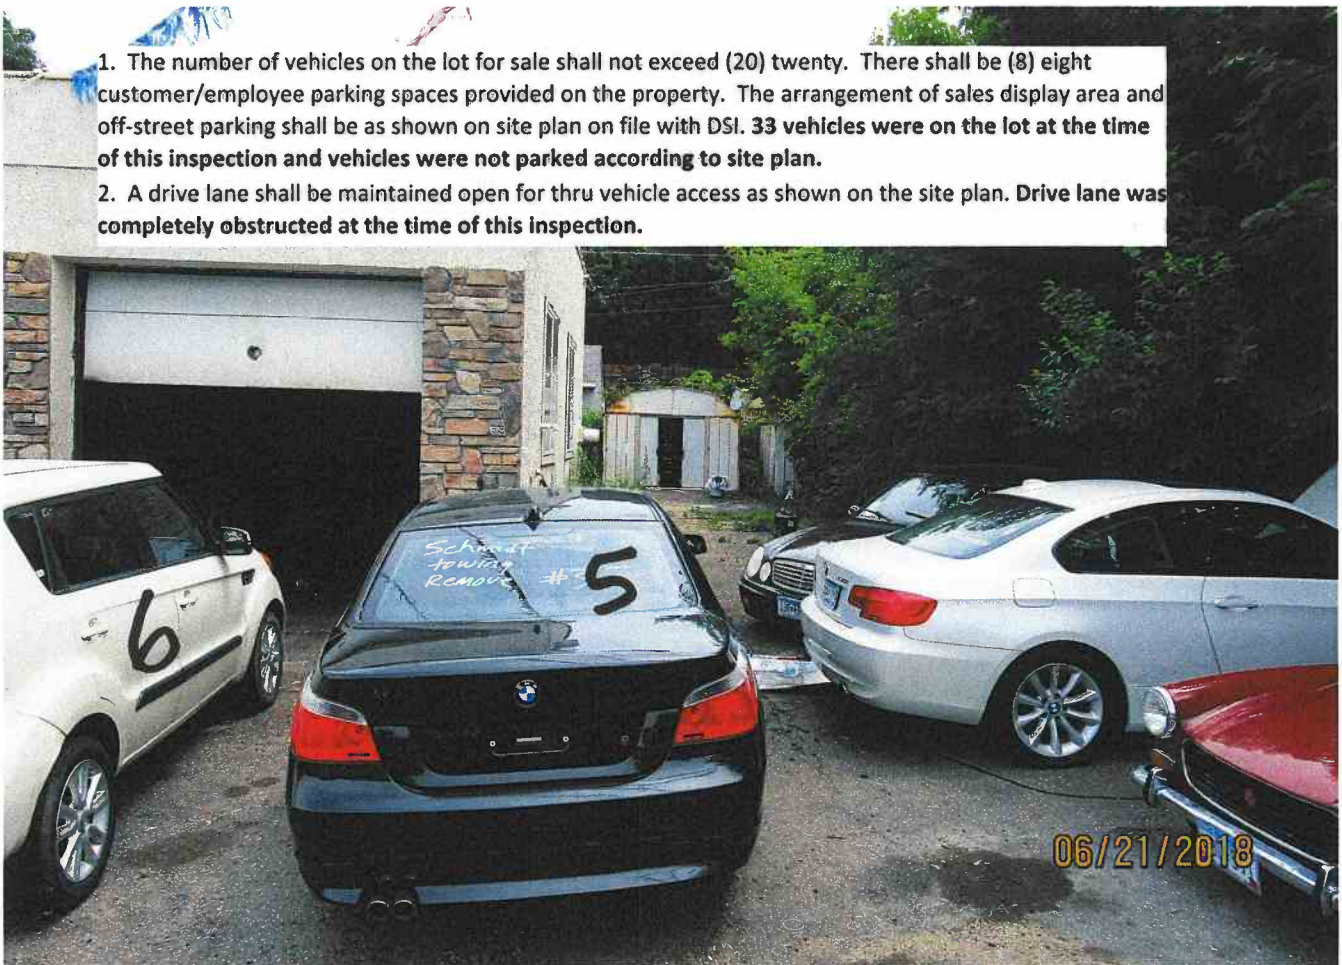 1. The number of vehicles on the lot for sale shall not exceed (20) twenty. There shall be (8) eight
customer/employee parking spaces provided on the property. The arrangement of sales display area and
off-street parking shall be as shown on site plan on file with DSI. 33 vehicles were on the lot at the time
of this inspection and vehicles were not parked according to site plan.
2. A drive lane shall be maintained open for thru vehicle access as shown on the site plan. Drive lane was
completely obstructed at the time of this inspection.
Schmidt
towing
Remove #
5
6
06/21/2018